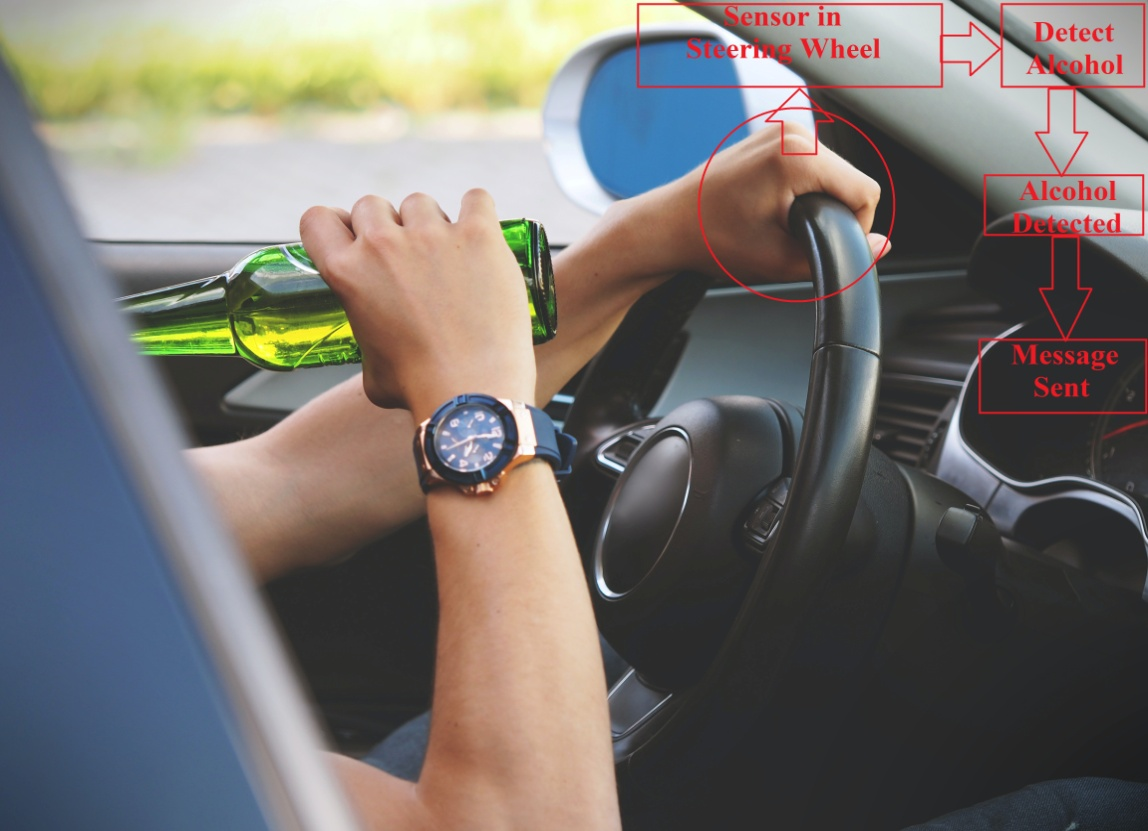 Sensor in
Steering Wheel
Detect
Alcohol
Alcohol
Detected
Message
Sent